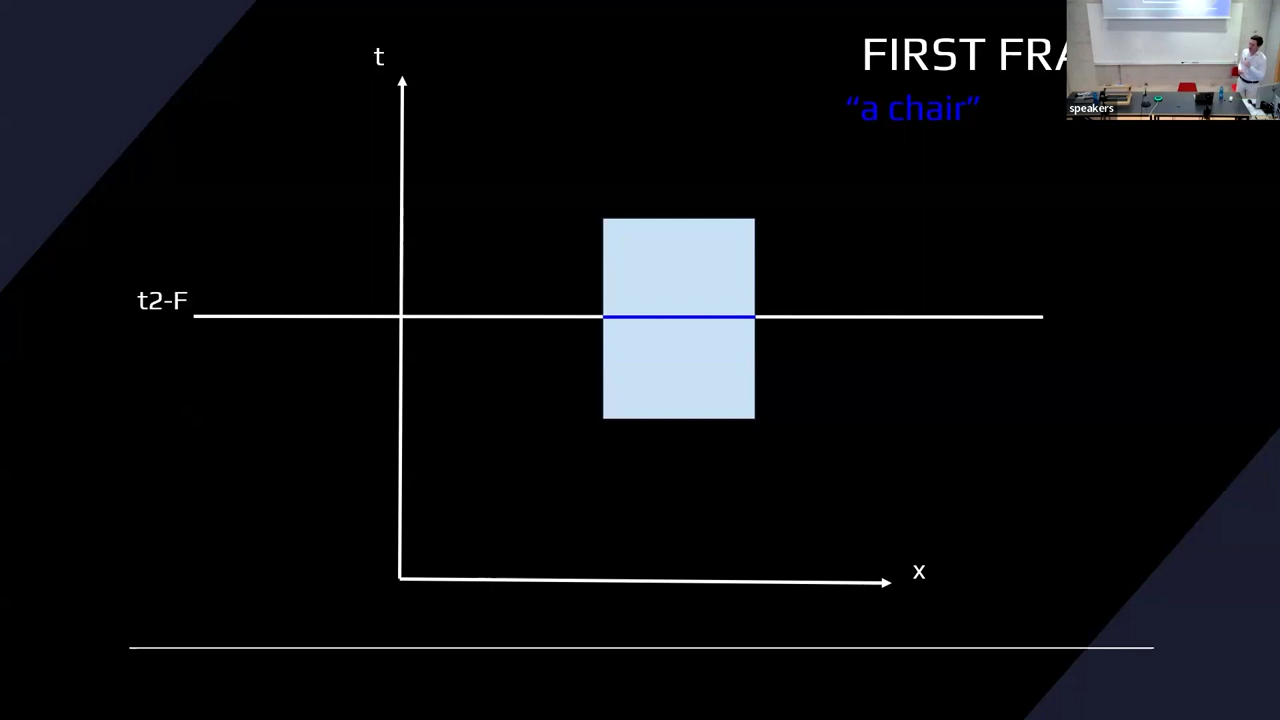 t
FIRST FRA
“a chair”
speakers
t2-F
x